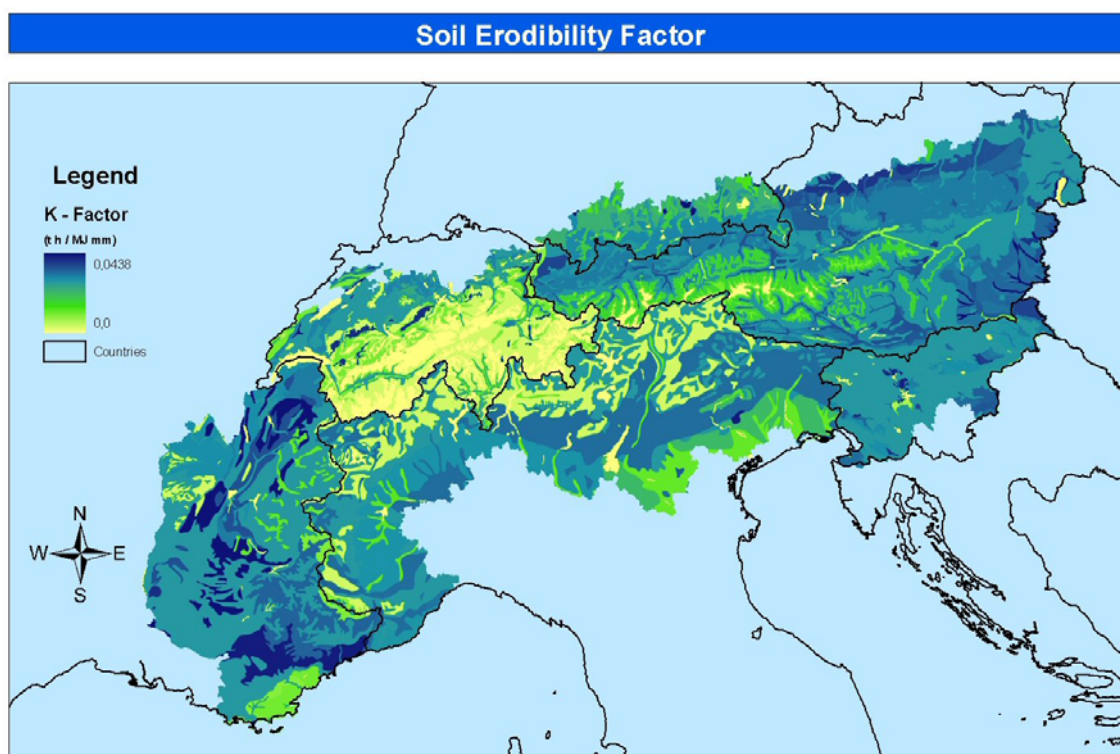 Soil Erodibility Factor
Legend
K - Factor
(t h / MJ mm)
0,0438
0,0
Countries
N
W E
S